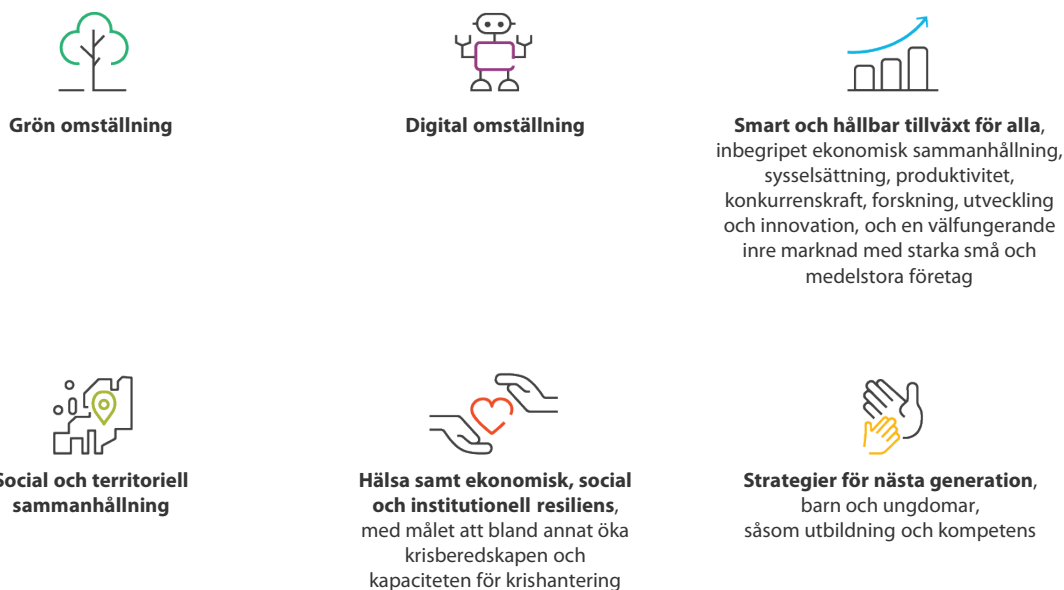 Grön omställning
Digital omställning
Smart och hållbar tillväxt för alla,
inbegripet ekonomisk sammanhållning,
sysselsättning, produktivitet,
konkurrenskraft, forskning, utveckling
och innovation, och en välfungerande
inre marknad med starka små och
medelstora företag
Social och territoriell
sammanhållning
Hälsa samt ekonomisk, social
och institutionell resiliens,
med målet att bland annat öka
krisberedskapen och
kapaciteten för krishantering
Strategier för nästa generation,
barn och ungdomar,
såsom utbildning och kompetens